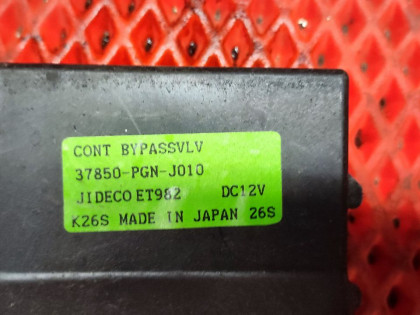 CONT BYPASSVLV
37850-PGN-J010
JIDECO ET982 DC12V
K26S MADE IN JAPAN 26S